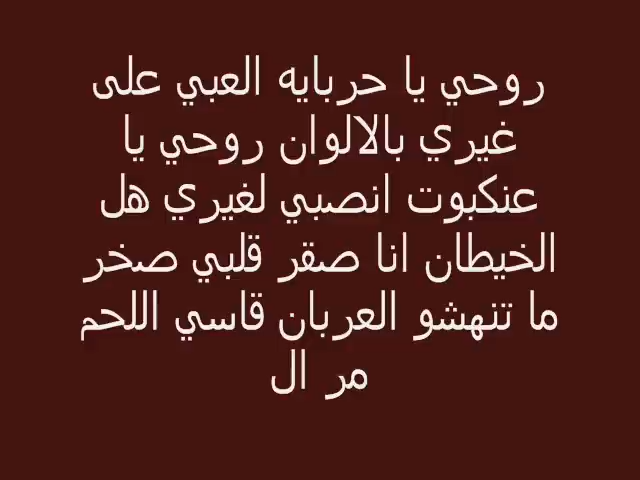 روحي يا حربايه العبي على
غيري بالالوان روحي يا
عنكبوت انصبي لغيري هل
الخيطان انا صقر قلبي صخر
ما تنهشو العربان قاسي اللحم
مر ال